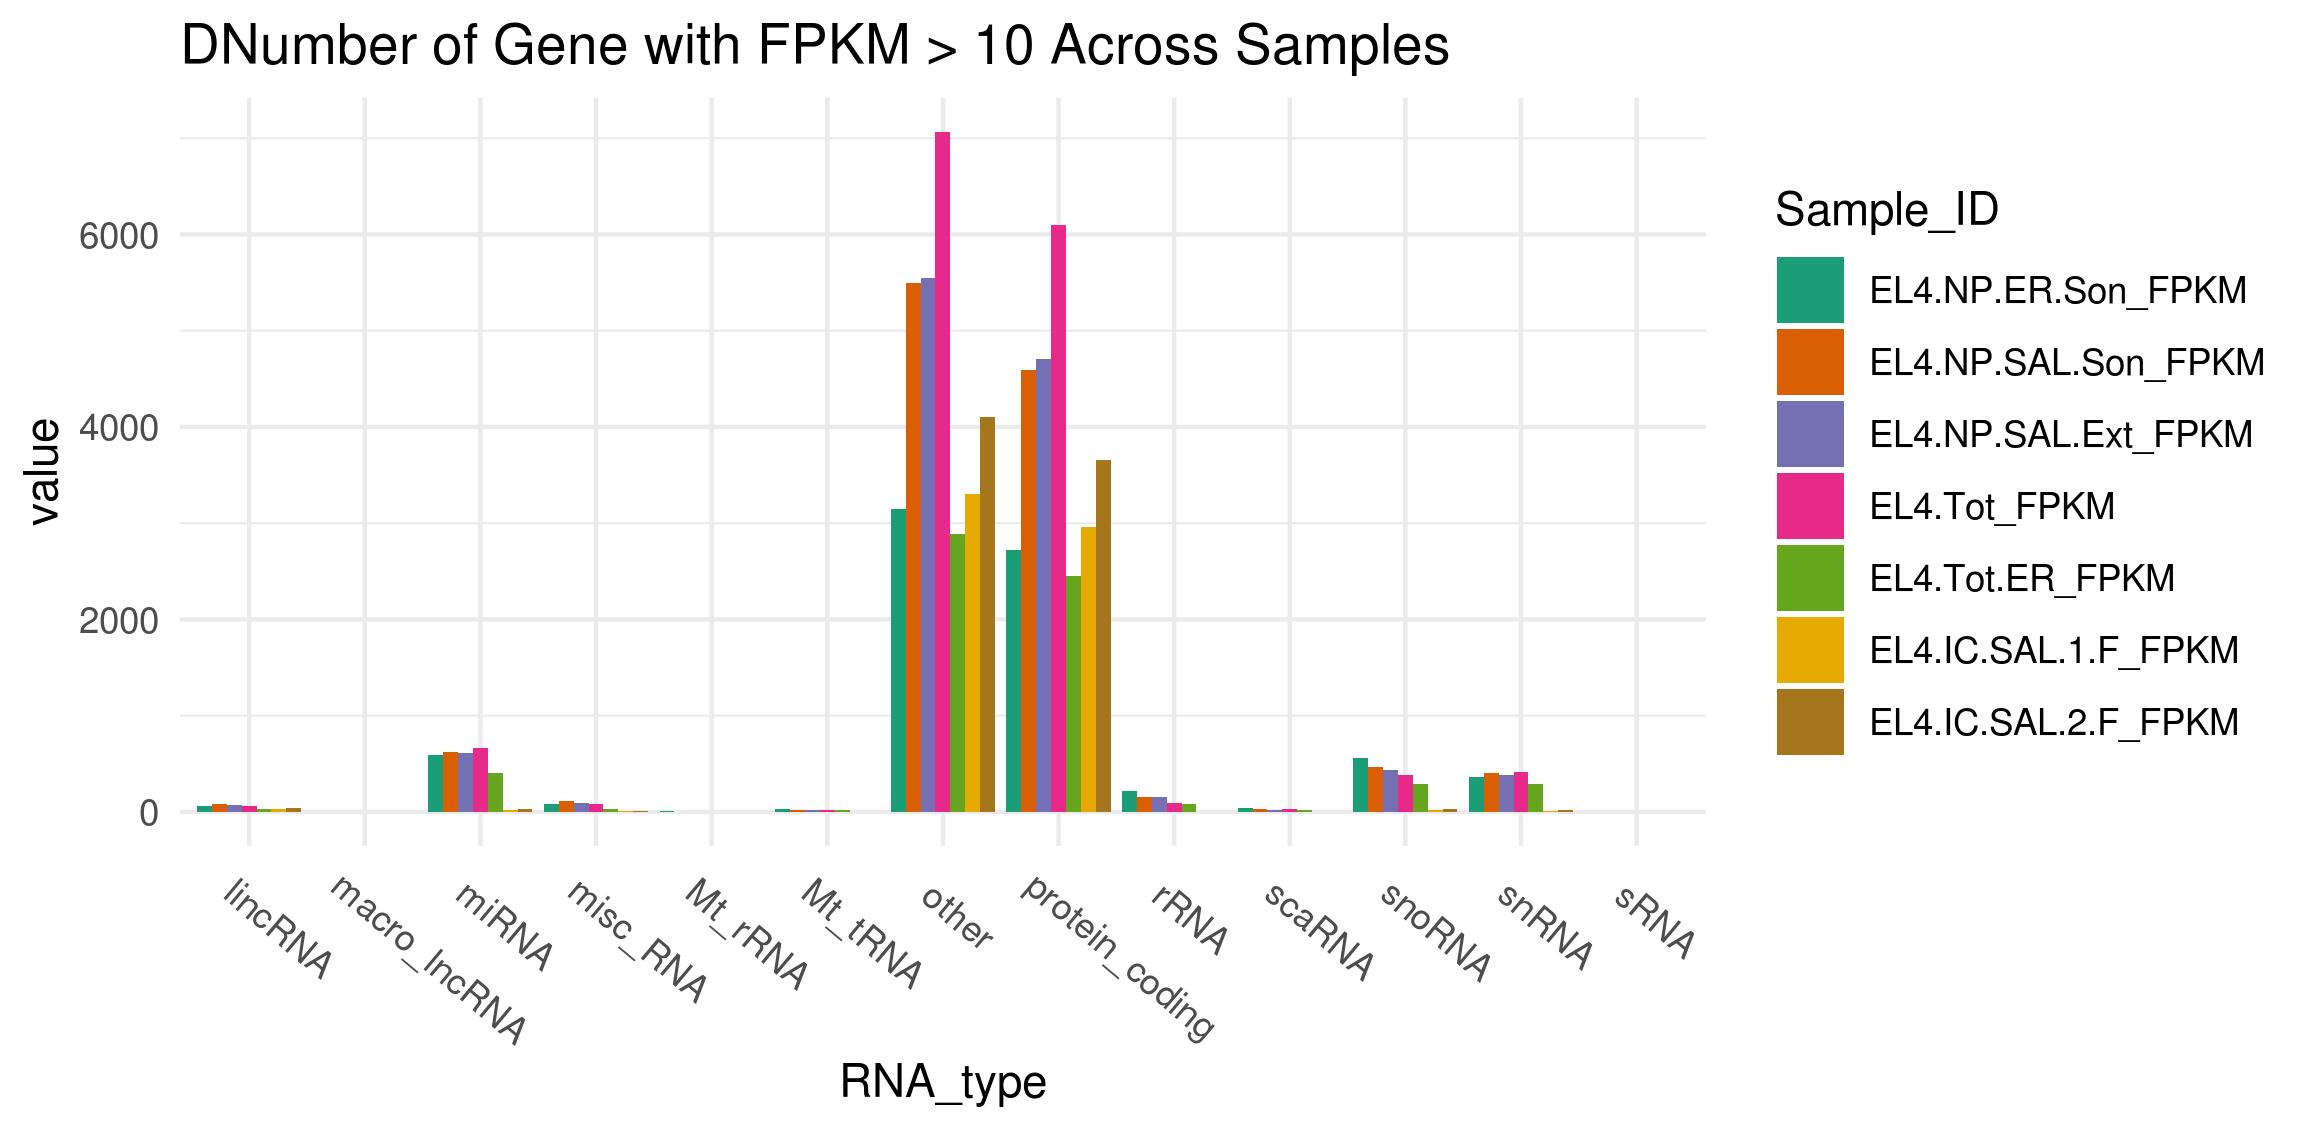 DNumber of Gene with FPKM > 10 Across Samples
value
6000
4000
2000
0
lincRNA
macro_lncRNA
miRNA
misc_RNA
Mt_rRNA
Mt_tRNA
other
protein_coding
rRNA
scaRNA
snoRNA
snRNA
sRNA
RNA_type
Sample_ID
EL4.NP.ER.Son_FPKM
EL4.NP.SAL.Son_FPKM
EL4.NP.SAL.Ext_FPKM
EL4.Tot_FPKM
EL4.Tot.ER_FPKM
EL4.IC.SAL.1.F_FPKM
EL4.IC.SAL.2.F_FPKM